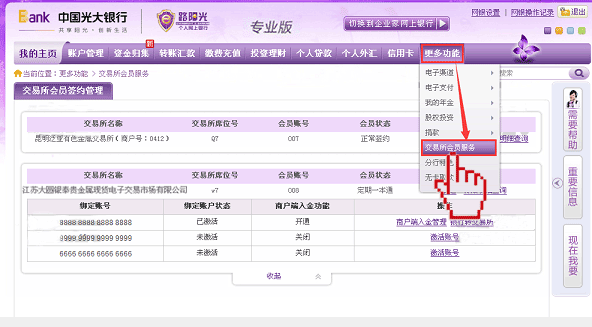 Bank 中国光大银行
共享阳光·创新生活
阳光 个人网上银行
专业版
切换到企业家网上银行
网银设置 | 网银操作记录 退出
我的主页 账户管理 资金归集 转账汇款 缴费充值 投资理财 个人贷款 个人外汇 信用卡 更多功能
当前位置：更多功能 > 交易所会员服务
搜索
交易所会员签约管理
电子渠道
电子支付
我的年金
股权投资
捐款
交易所会员服务
分行特色
无卡取款
交易所名称 交易所席位号 会员账号 会员状态
昆明泛亚有色金属交易所（商户号：0412） Q7 007 正常签约 明细查询
交易所名称 交易所席位号 会员账号 会员状态
江苏大圆银泰贵金属现货电子交易市场有限公司 v7 008 定期一本通 查询
绑定账号 绑定账户状态 商户端入金功能 操作
8888 8888 8888 8888 已激活 开通 商户端入金管理
9999 9999 9999 9999 未激活 关闭 激活账号
6666 6666 6666 6666 未激活 关闭 激活账号
收起
需要帮助
重要信息
现在我要